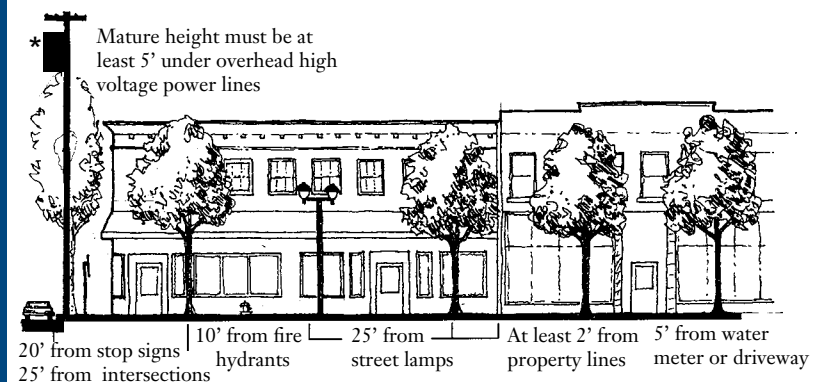 *
Mature height must be at
least 5’ under overhead high
voltage power lines
20’ from stop signs
25’ from intersections
10’ from fire
hydrants
25’ from
street lamps
At least 2’ from
property lines
5’ from water
meter or driveway